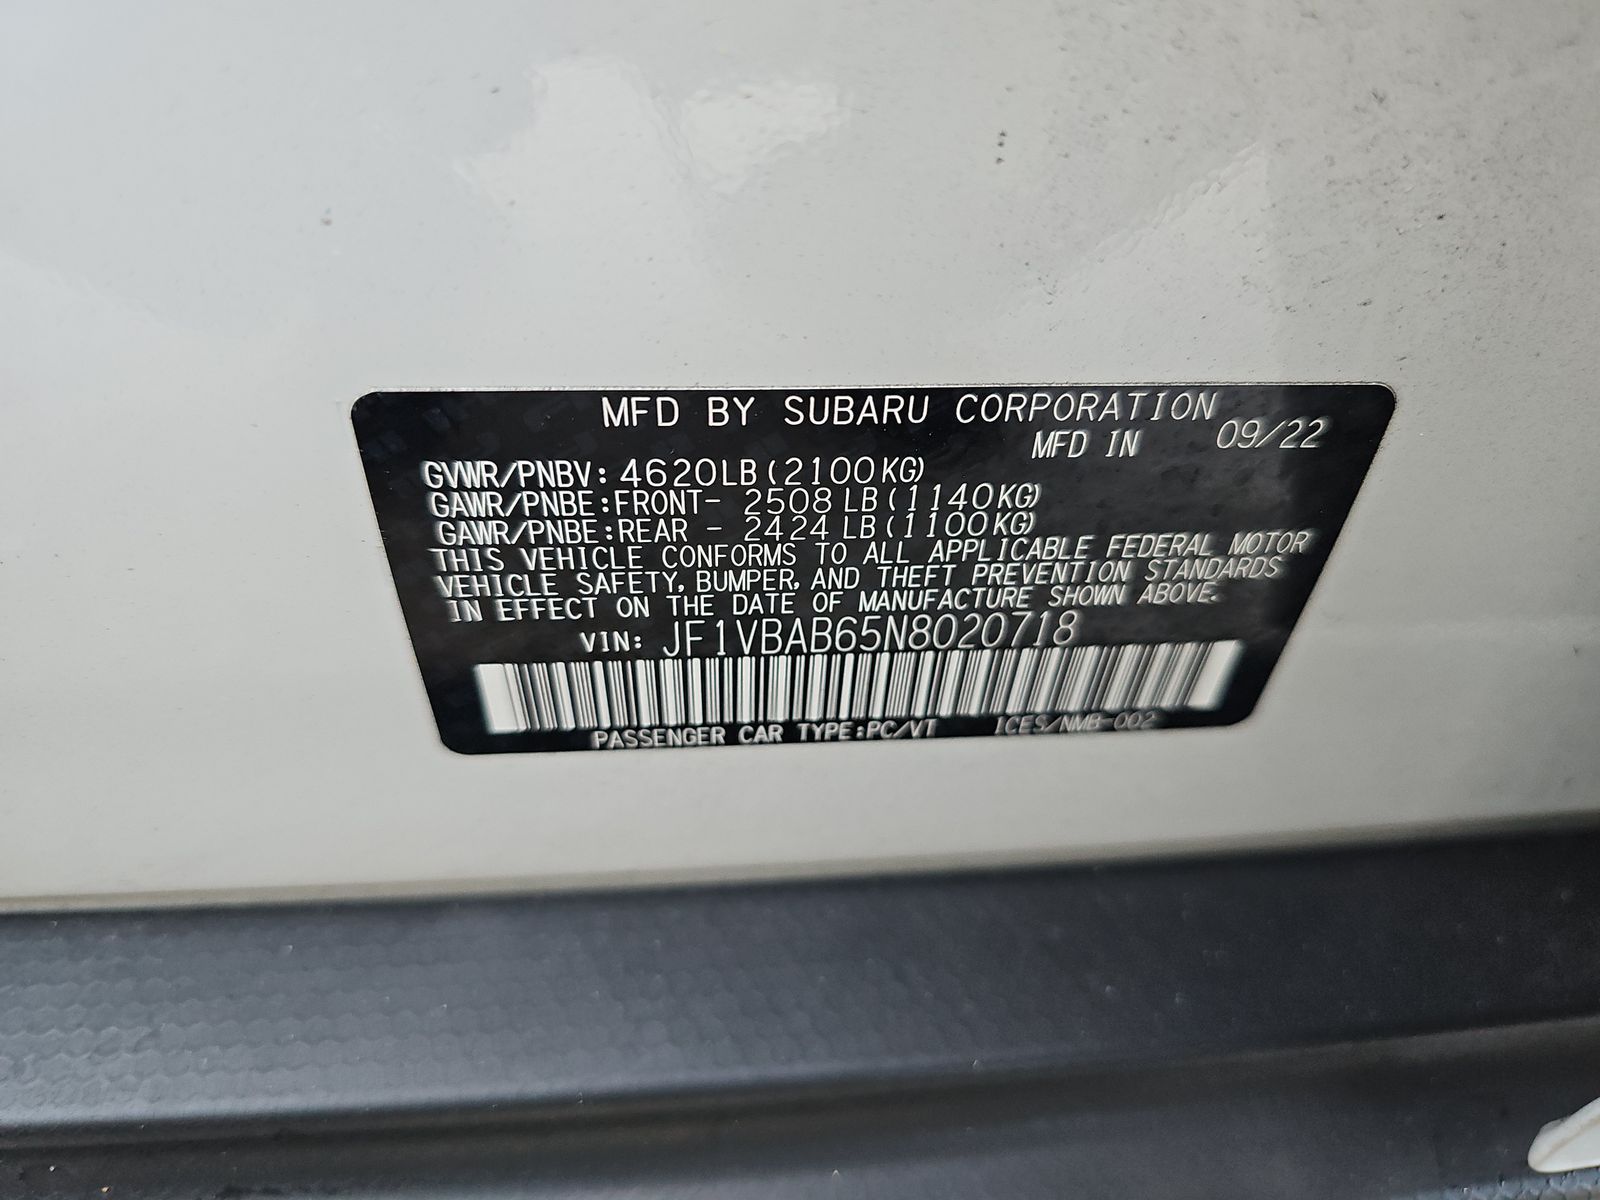 MFD BY SUBARU CORPORATION
MFD IN 09/22
GVWR/PNBV: 4620LB(2100KG)
GAWR/PNBE:FRONT- 2508LB(1140KG)
GAWR/PNBE:REAR - 2424LB(1100KG)
THIS VEHICLE CONFORMS TO ALL APPLICABLE FEDERAL MOTOR
VEHICLE SAFETY, BUMPER, AND THEFT PREVENTION STANDARDS
IN EFFECT ON THE DATE OF MANUFACTURE SHOWN ABOVE.
VIN: JF1VBAB65N8020718
PASSENGER CAR TYPE:PC/VT ICES/NMB-002